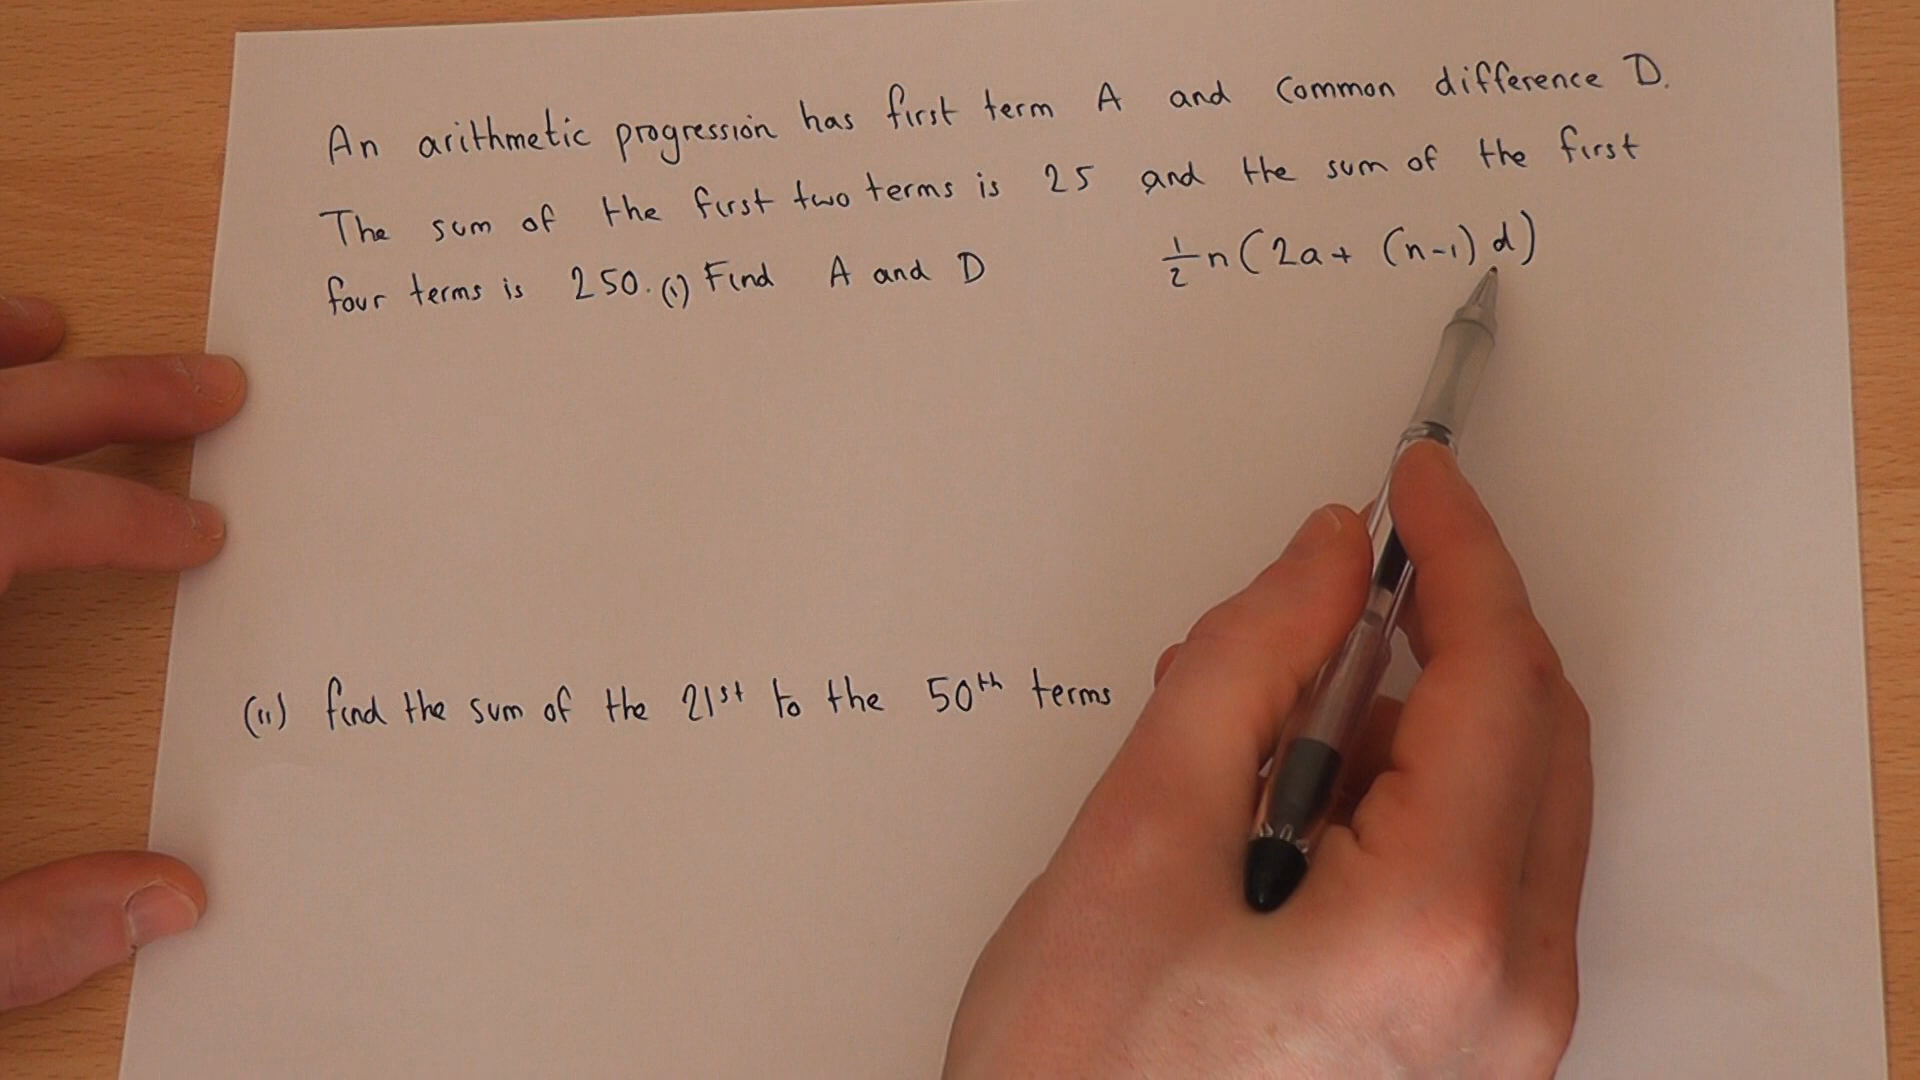 An arithmetic progression has first term A and common difference D.
The sum of the first two terms is 25 and the sum of the first
four terms is 250. (i) Find A and D
½n(2a + (n-1)d)
(ii) find the sum of the 21st to the 50th terms